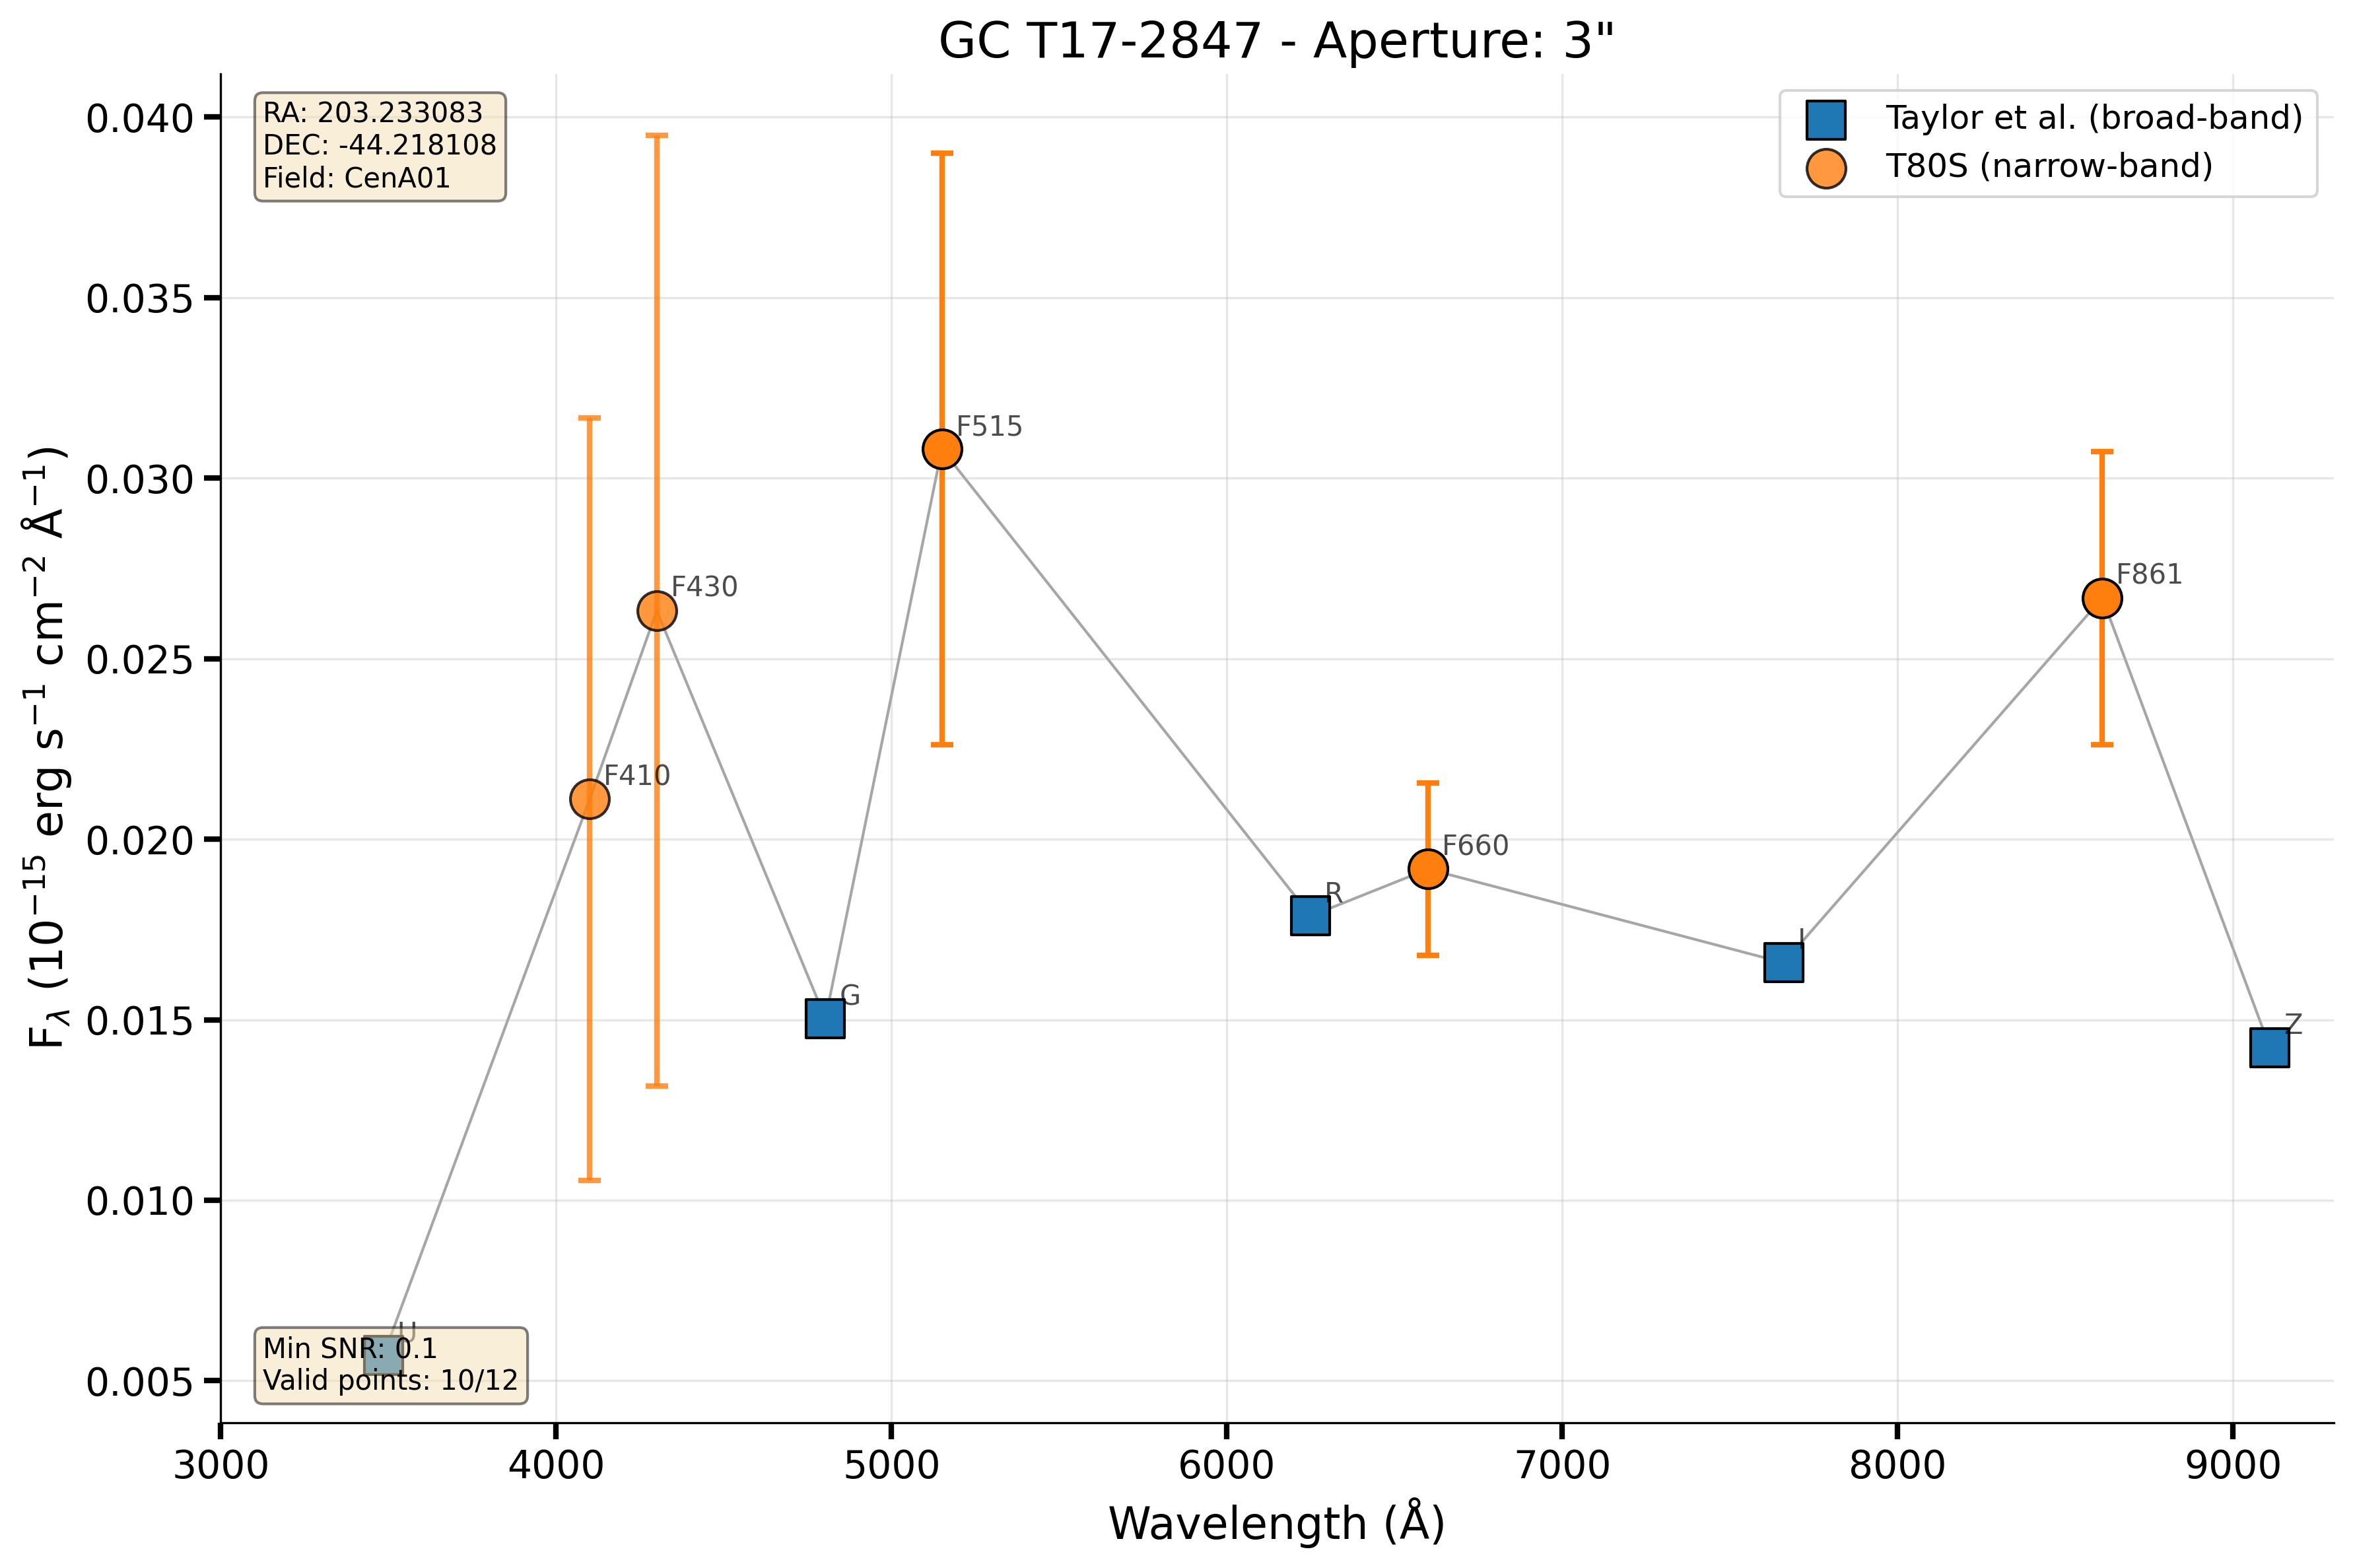 GC T17-2847 - Aperture: 3"
RA: 203.233083
DEC: -44.218108
Field: CenA01
Taylor et al. (broad-band)
T80S (narrow-band)
F$_{\lambda}$ (10$^{-15}$ erg s$^{-1}$ cm$^{-2}$ Å$^{-1}$)
0.040
0.035
0.030
0.025
0.020
0.015
0.010
0.005
F515
F430
F861
F410
F660
R
I
G
Z
U
Min SNR: 0.1
Valid points: 10/12
3000
4000
5000
6000
7000
8000
9000
Wavelength (Å)